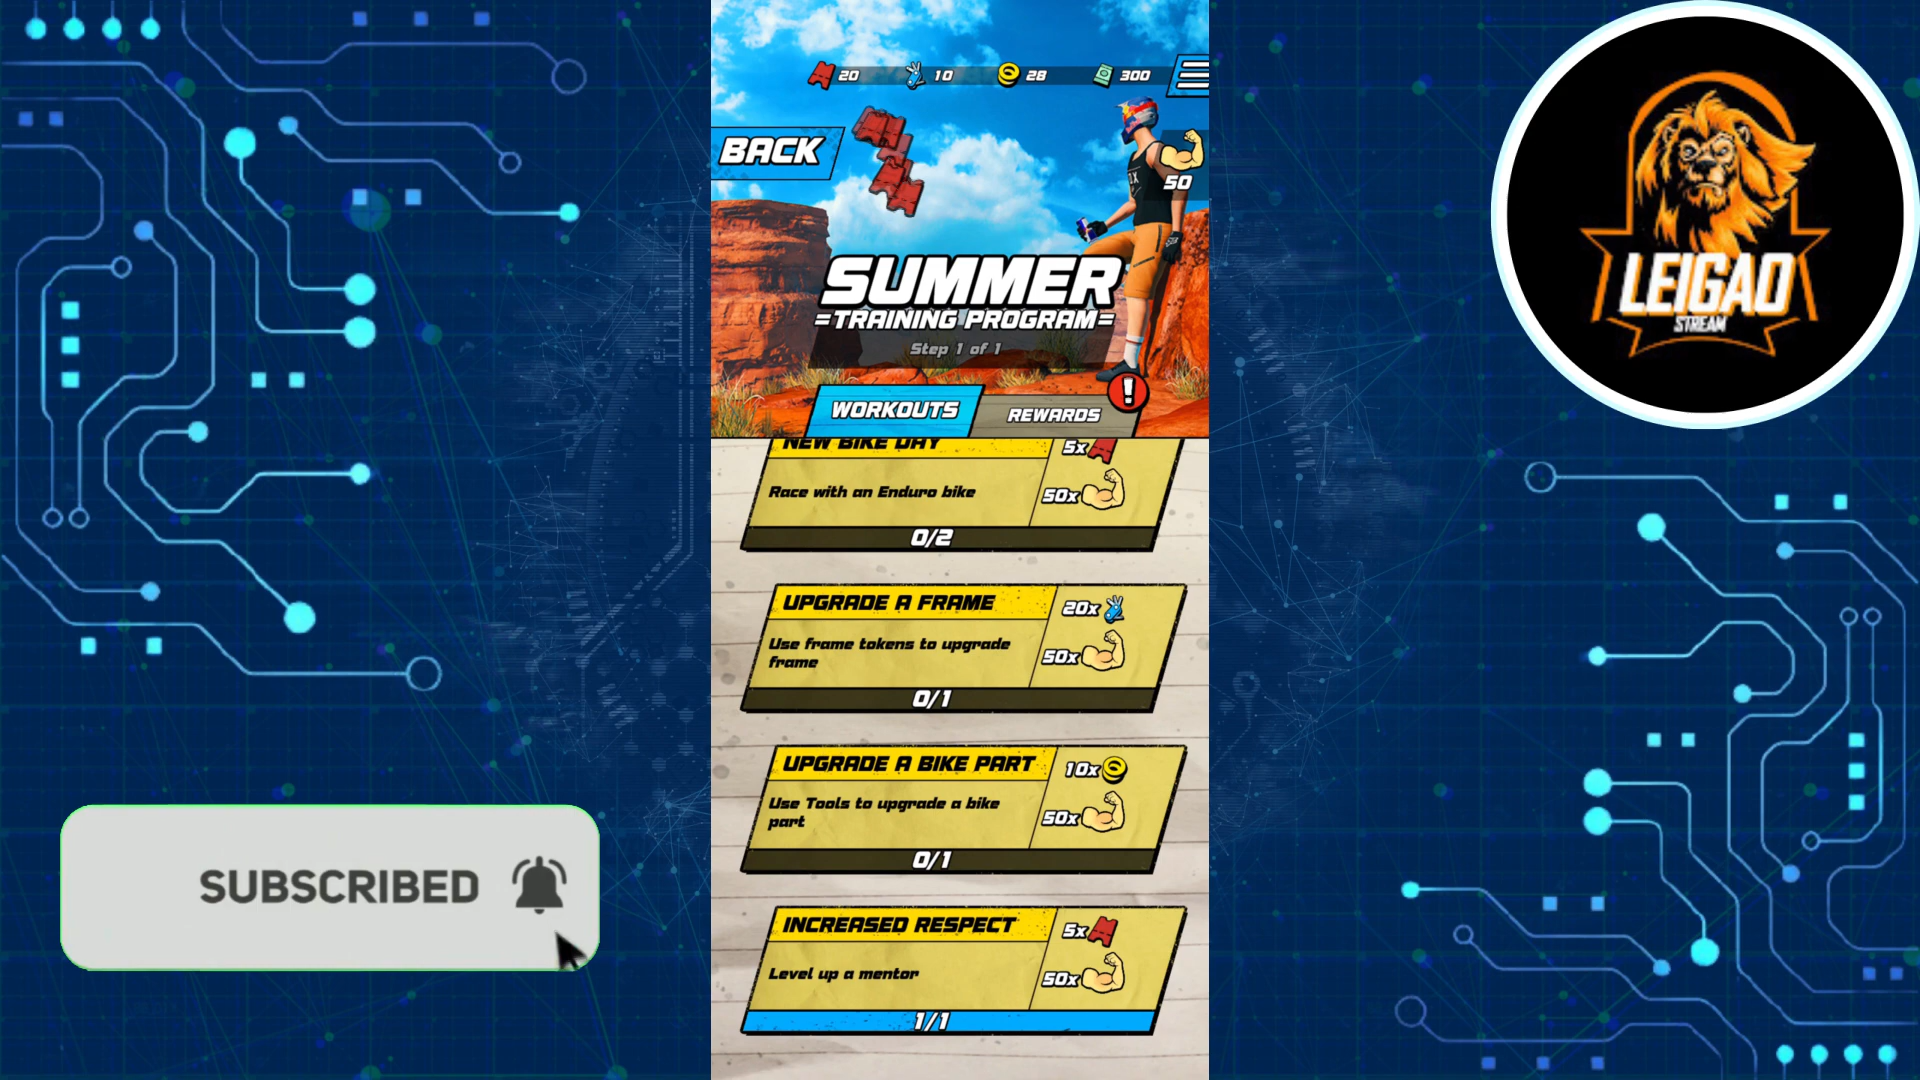 20 10 28 300
BACK
50
SUMMER
=TRAINING PROGRAM=
Step 1 of 1
WORKOUTS REWARDS !
NEW BIKE DAY 5x
Race with an Enduro bike 50x
0/2
UPGRADE A FRAME 20x
Use frame tokens to upgrade
frame
50x
0/1
UPGRADE A BIKE PART 10x
Use Tools to upgrade a bike
part
50x
0/1
INCREASED RESPECT 5x
Level up a mentor 50x
1/1
LEIGAO
STREAM
SUBSCRIBED